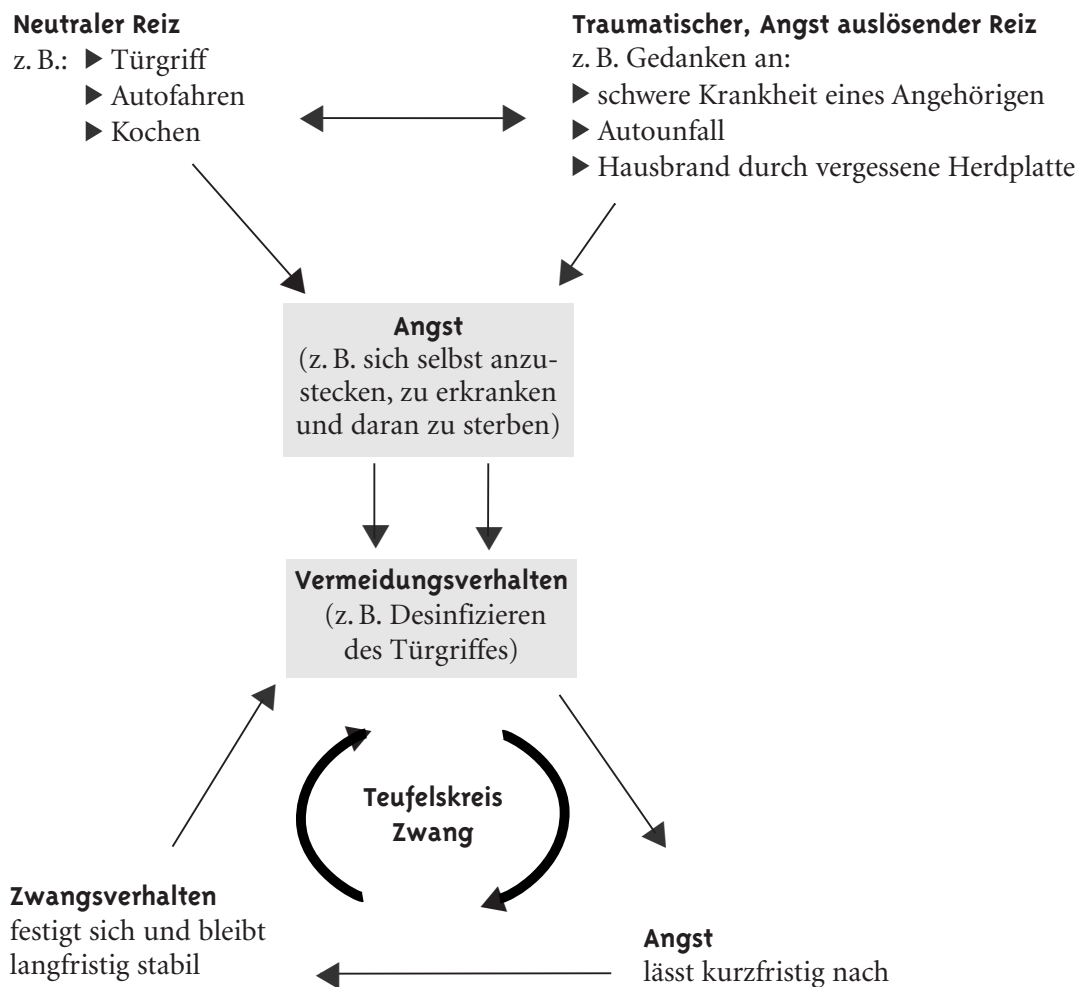 Neutraler Reiz
z. B.: ▶ Türgriff
▶ Autofahren
▶ Kochen
Traumatischer, Angst auslösender Reiz
z. B. Gedanken an:
▶ schwere Krankheit eines Angehörigen
▶ Autounfall
▶ Hausbrand durch vergessene Herdplatte
Angst
(z. B. sich selbst anzu-
stecken, zu erkranken
und daran zu sterben)
Vermeidungsverhalten
(z. B. Desinfizieren
des Türgriffes)
Teufelskreis
Zwang
Zwangsverhalten
festigt sich und bleibt
langfristig stabil
Angst
lässt kurzfristig nach